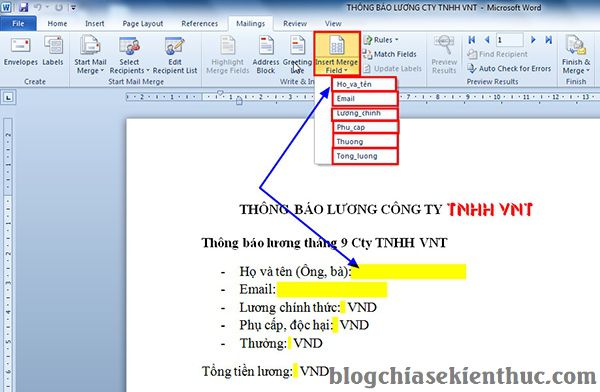 THÔNG BÁO LƯƠNG CTY TNHH VNT - Microsoft Word
File Home Insert Page Layout References Mailings Review View
Envelopes Labels Start Mail Merge Select Recipients Edit Recipient List Highlight Merge Fields Address Block Greeting Line Insert Merge Field Rules Match Fields Update Labels Preview Results 1 Find Recipient Auto Check for Errors Finish & Merge
Create Start Mail Merge Write & In Preview Results Finish
Ho_va_tên
Email
Lương_chinh
Phu_cap
Thuong
Tong_luong
THÔNG BÁO LƯƠNG CÔNG TY TNHH VNT
Thông báo lương tháng 9 Cty TNHH VNT
- Họ và tên (Ông, bà):
- Email:
- Lương chính thức: VND
- Phụ cấp, độc hại: VND
- Thưởng: VND
Tổng tiền lương: VND
blogchiasekienthuc.com